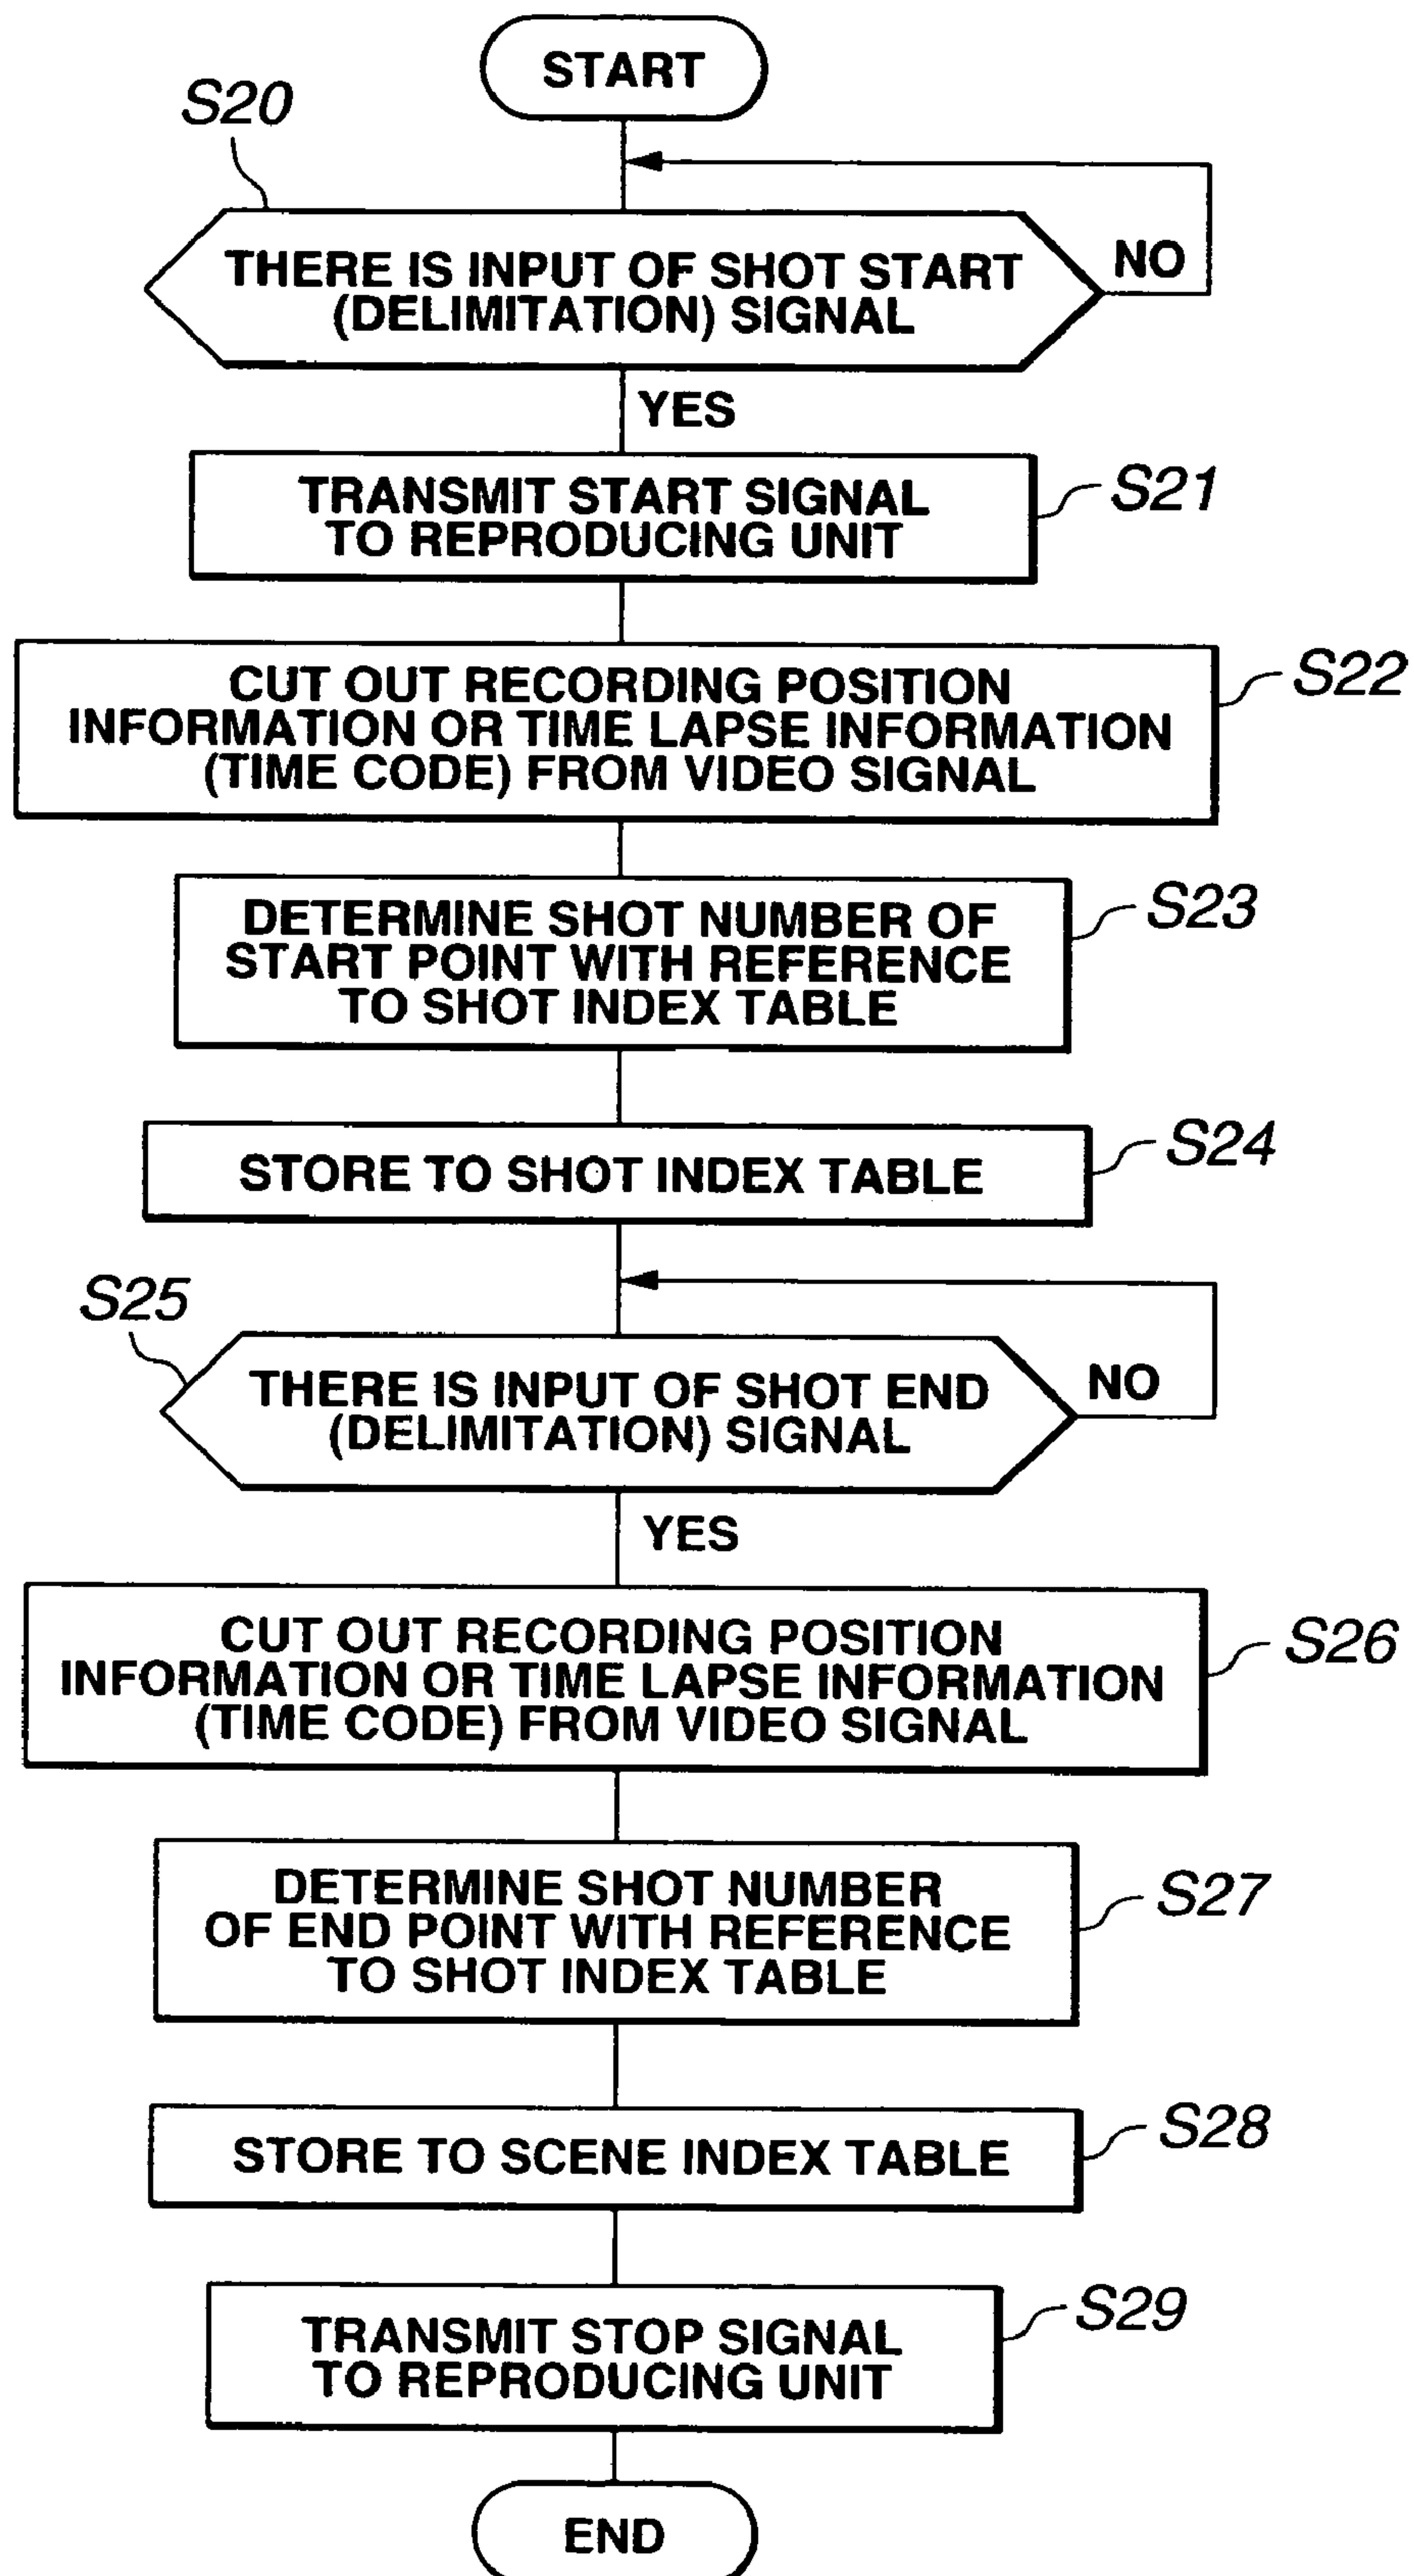 START
S20
THERE IS INPUT OF SHOT START
(DELIMITATION) SIGNAL
NO
YES
TRANSMIT START SIGNAL
TO REPRODUCING UNIT
S21
CUT OUT RECORDING POSITION
INFORMATION OR TIME LAPSE INFORMATION
(TIME CODE) FROM VIDEO SIGNAL
S22
DETERMINE SHOT NUMBER OF
START POINT WITH REFERENCE
TO SHOT INDEX TABLE
S23
STORE TO SHOT INDEX TABLE
S24
S25
THERE IS INPUT OF SHOT END
(DELIMITATION) SIGNAL
NO
YES
CUT OUT RECORDING POSITION
INFORMATION OR TIME LAPSE INFORMATION
(TIME CODE) FROM VIDEO SIGNAL
S26
DETERMINE SHOT NUMBER
OF END POINT WITH REFERENCE
TO SHOT INDEX TABLE
S27
STORE TO SCENE INDEX TABLE
S28
TRANSMIT STOP SIGNAL
TO REPRODUCING UNIT
S29
END